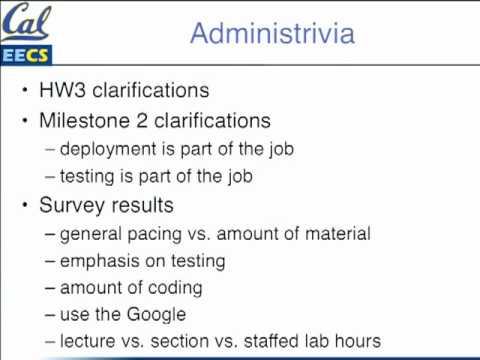 Cal
EECS
Administrivia
• HW3 clarifications
• Milestone 2 clarifications
– deployment is part of the job
– testing is part of the job
• Survey results
– general pacing vs. amount of material
– emphasis on testing
– amount of coding
– use the Google
– lecture vs. section vs. staffed lab hours